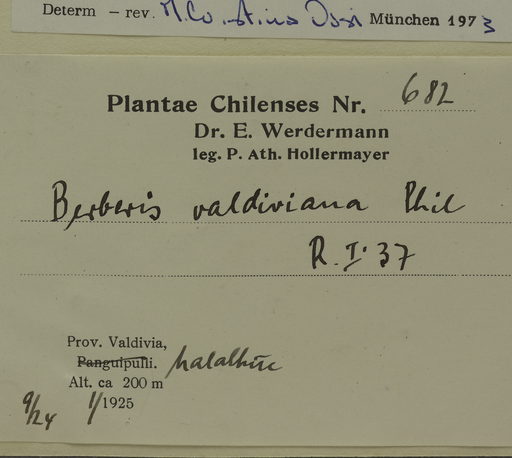 Determ – rev. München 1973
Plantae Chilenses Nr. 682
Dr. E. Werdermann
leg. P. Ath. Hollermayer
Berberis valdiviana Phil
R. I. 37
Prov. Valdivia,
Panguipulli.
Alt. ca 200 m
9/24 1/1925